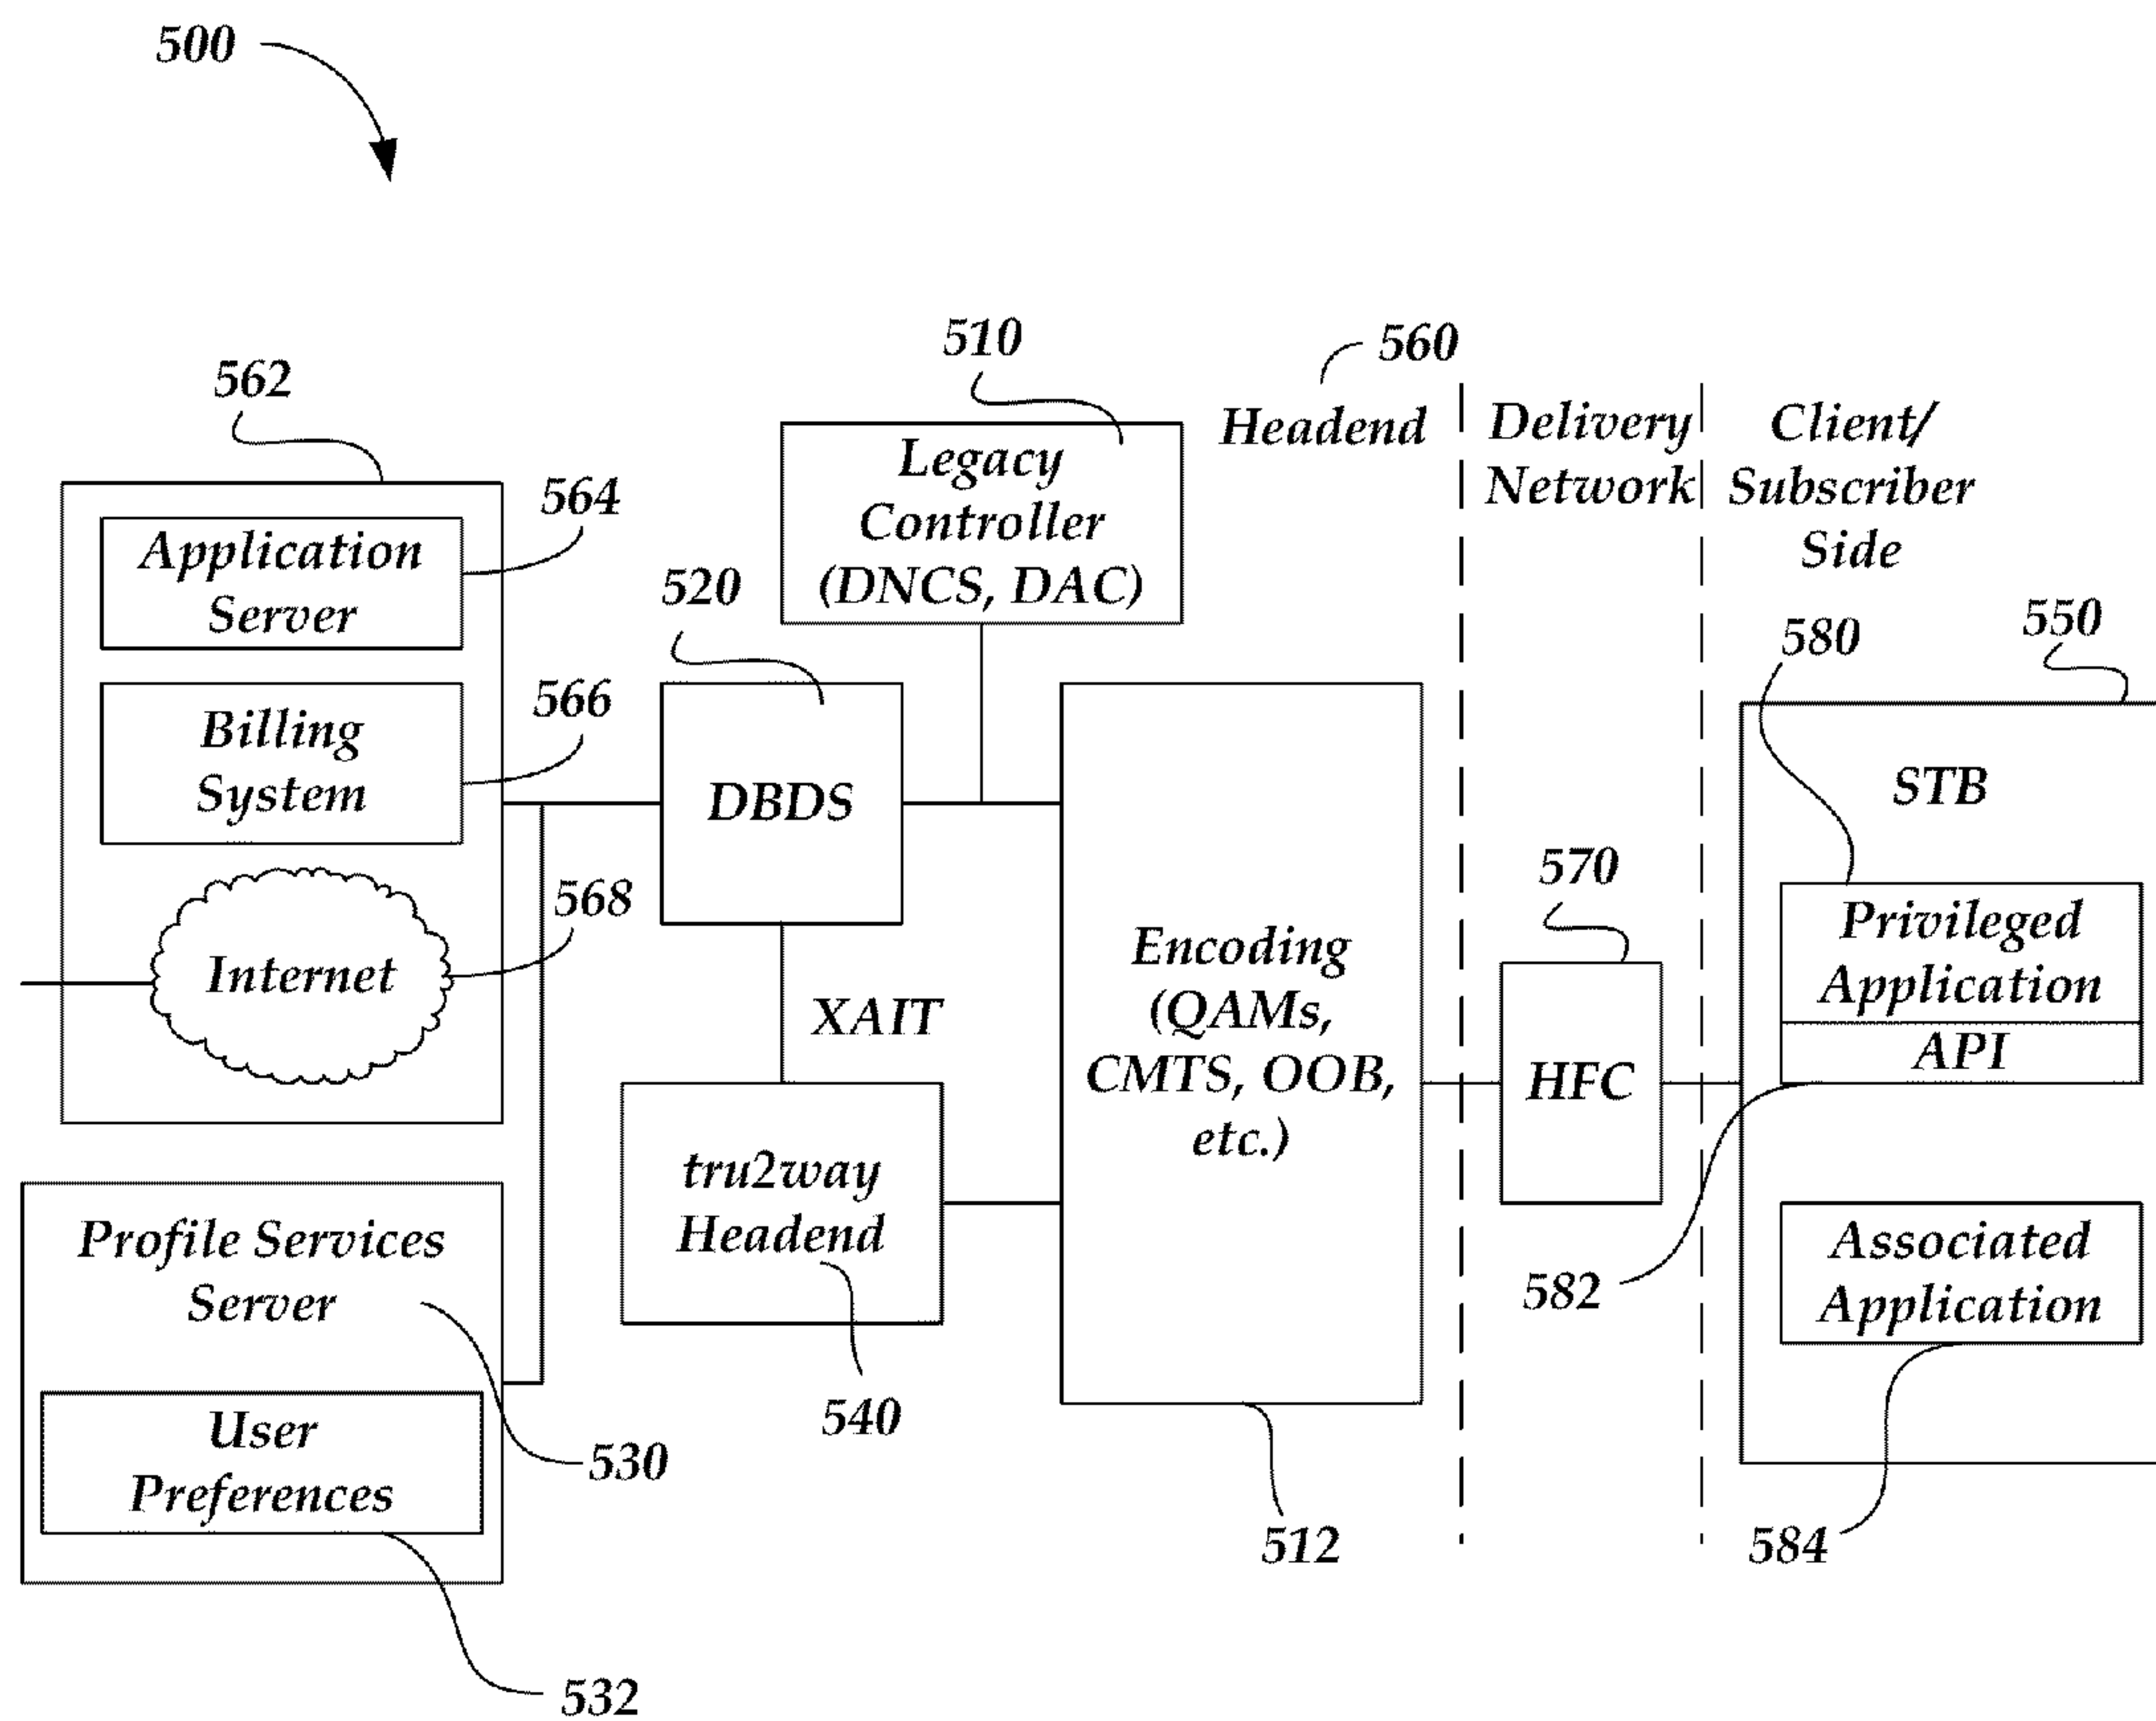 500
510
560
562
Headend
Delivery
Network
Client/
Subscriber
Side
564
Application
Server
Legacy
Controller
(DNCS, DAC)
520
580
550
566
Billing
System
DBDS
STB
568
Internet
XAIT
Encoding
(QAMs,
CMTS, OOB,
etc.)
570
HFC
Privileged
Application
API
tru2way
Headend
540
Profile Services
Server
530
582
Associated
Application
User
Preferences
512
584
532